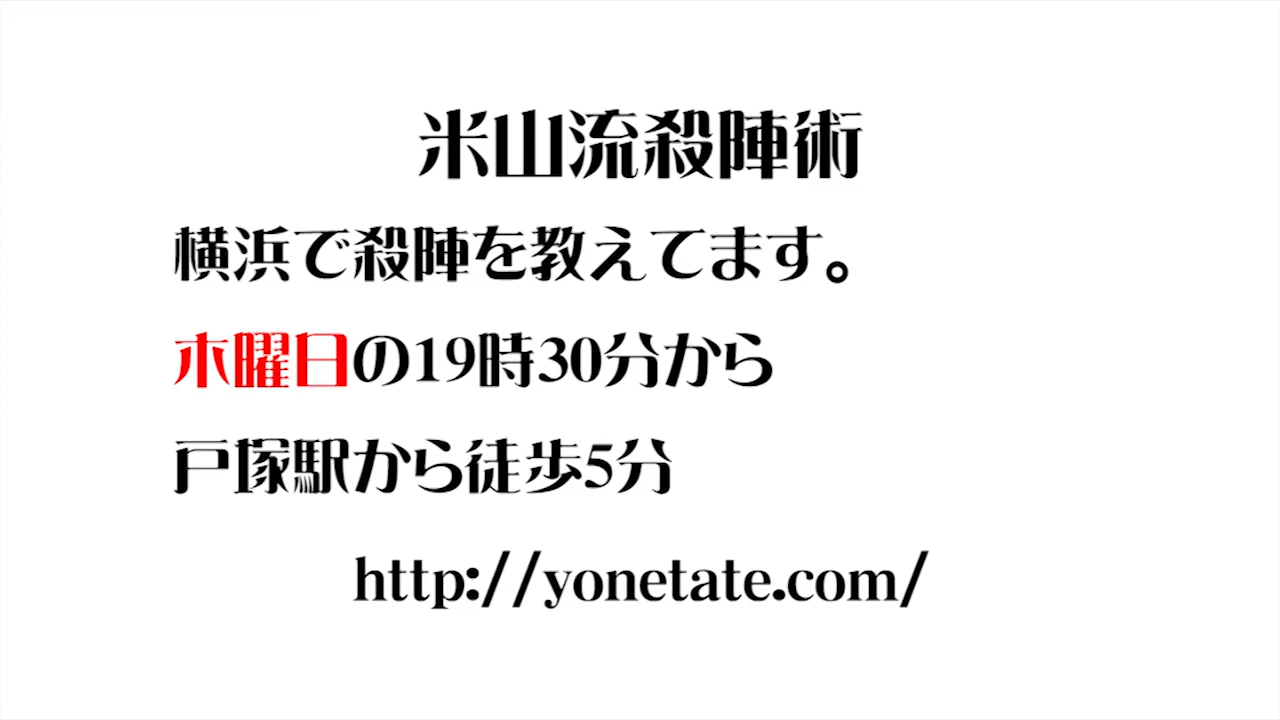 米山流殺陣術
横浜で殺陣を教えてます。
木曜日の19時30分から
戸塚駅から徒歩5分
http://yonetate.com/